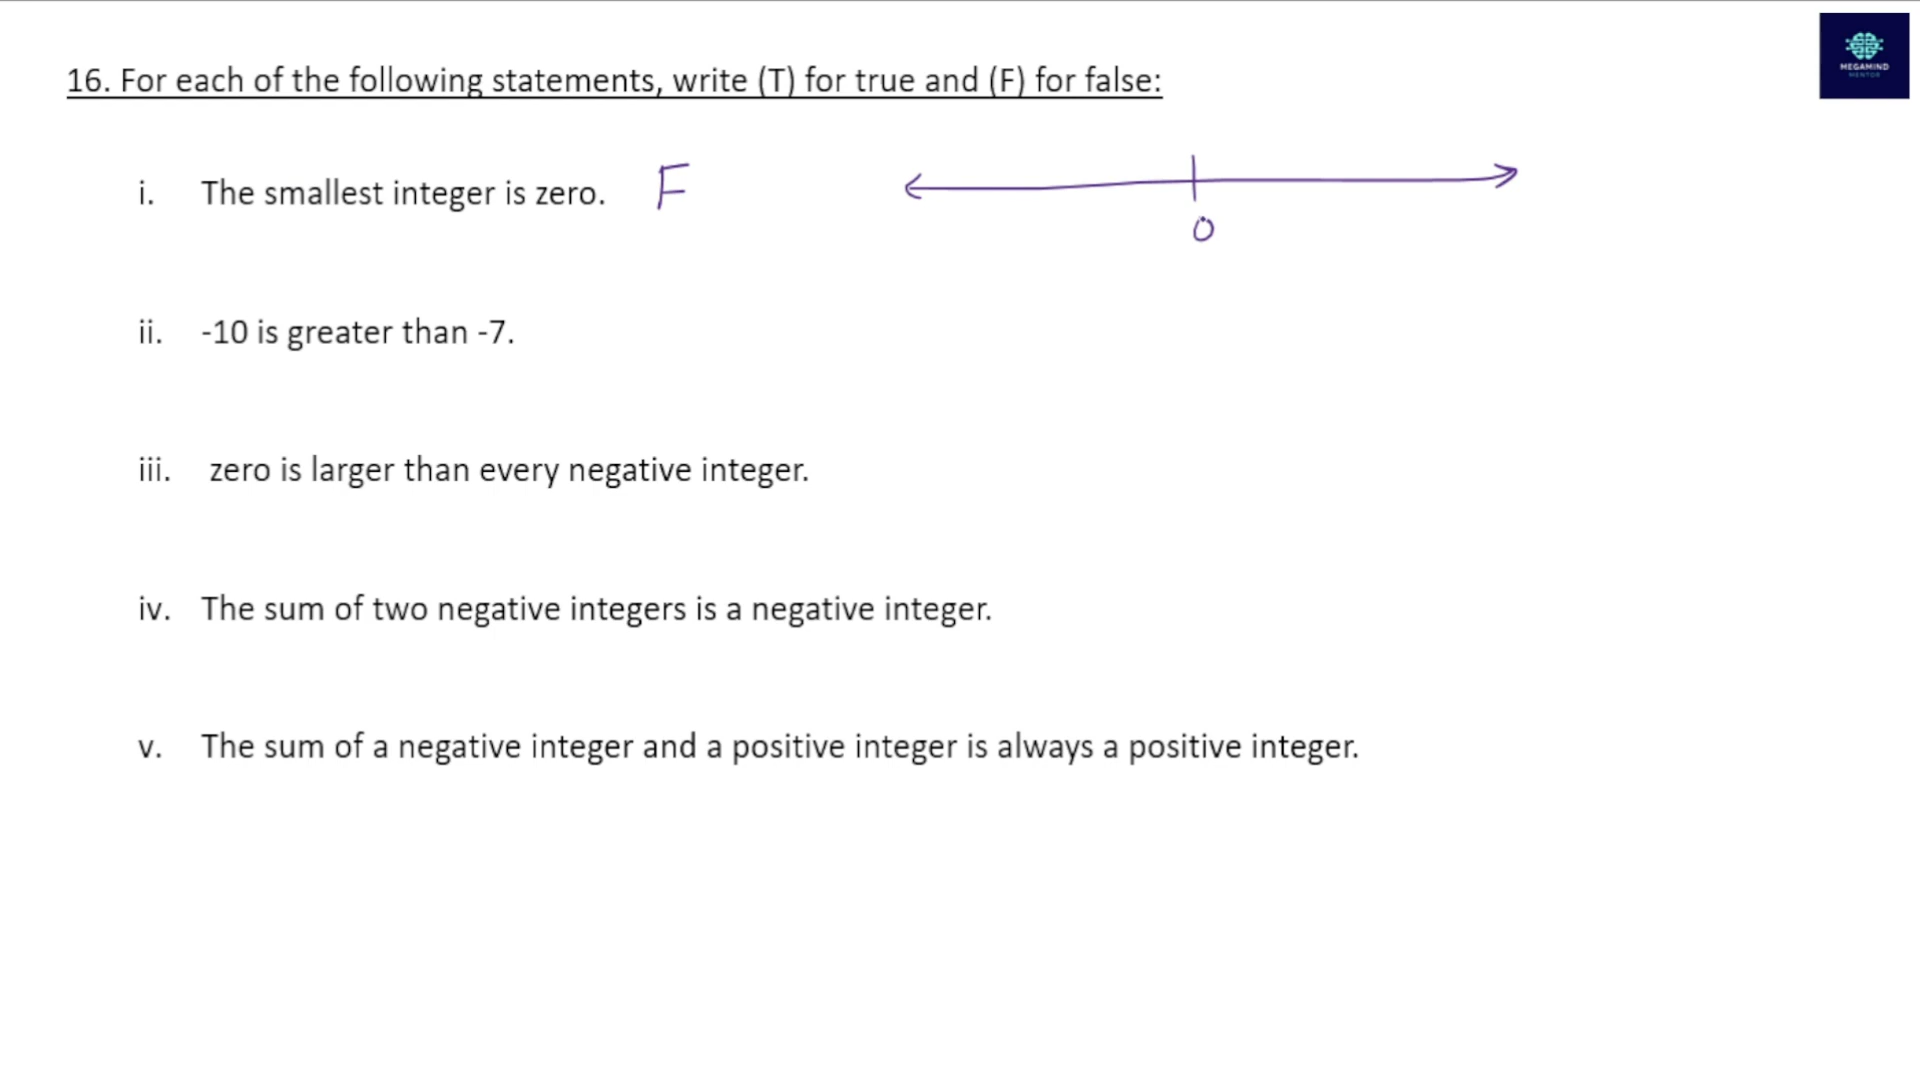 16. For each of the following statements, write (T) for true and (F) for false:
MEGAMIND
MENTOR
i. The smallest integer is zero. F
0
ii. -10 is greater than -7.
iii. zero is larger than every negative integer.
iv. The sum of two negative integers is a negative integer.
v. The sum of a negative integer and a positive integer is always a positive integer.